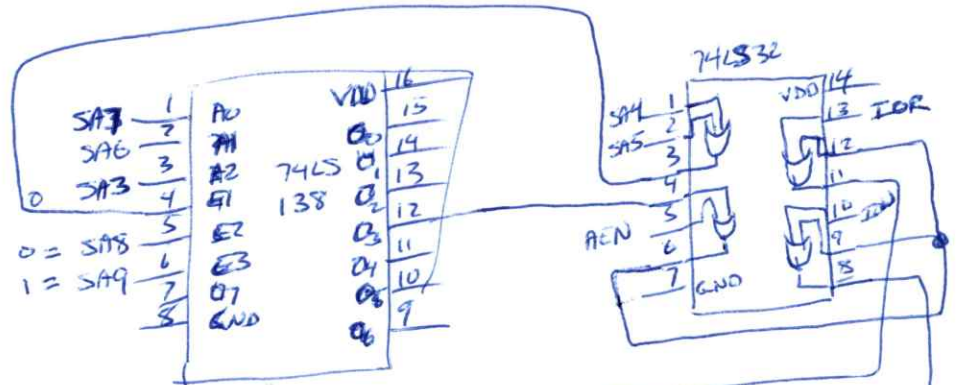 74LS32
16
VDD
14
VDD
SA7 1 A0
15
SA4 1
13 IOR
SA6 2 A1
O0
14
SA5 2
12
SA3 3 A2
74LS
O1
13
3
11
0
4 E1
138
O2
12
4
10 IOW
0 = SA8 5 E2
O3
11
AEN 5
9
1 = SA9 6 E3
O4
10
6
8
7 O7
O5
9
7 GND
8 GND
O6